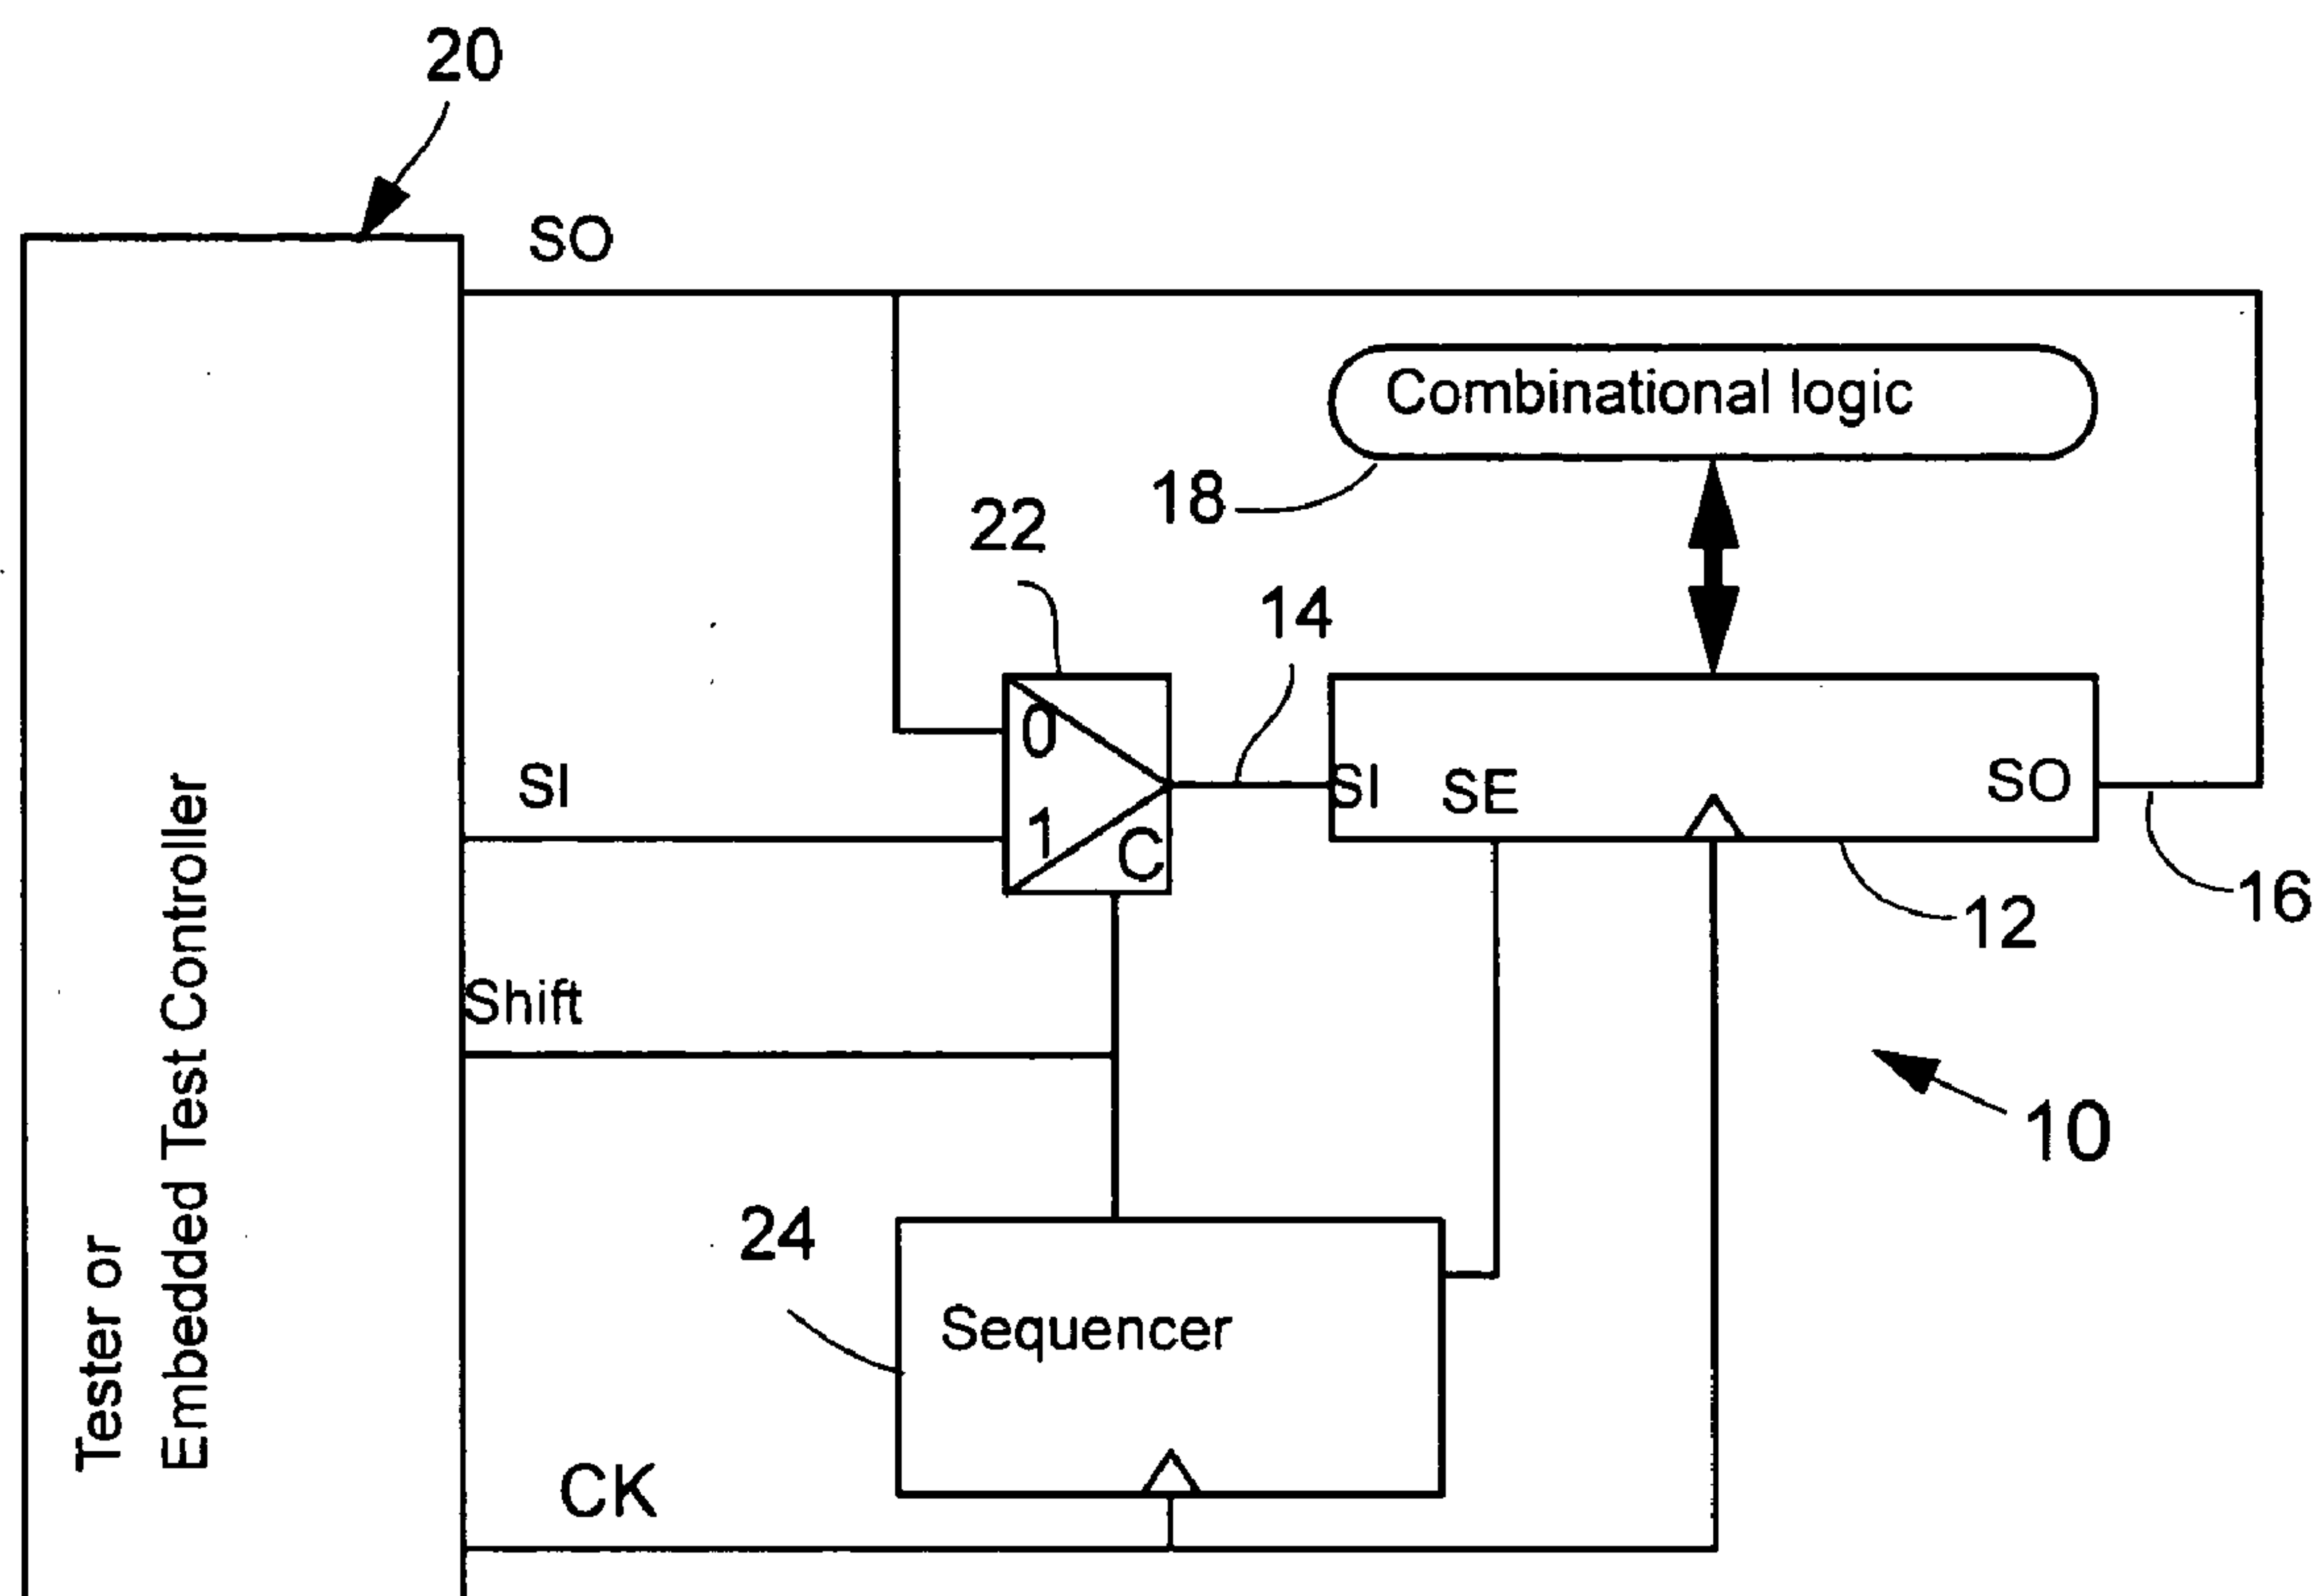 20
SO
Combinational logic
18
22
14
0
1
C
SI
SI
SE
SO
16
12
Shift
10
24
Sequencer
CK
Tester or
Embedded Test Controller